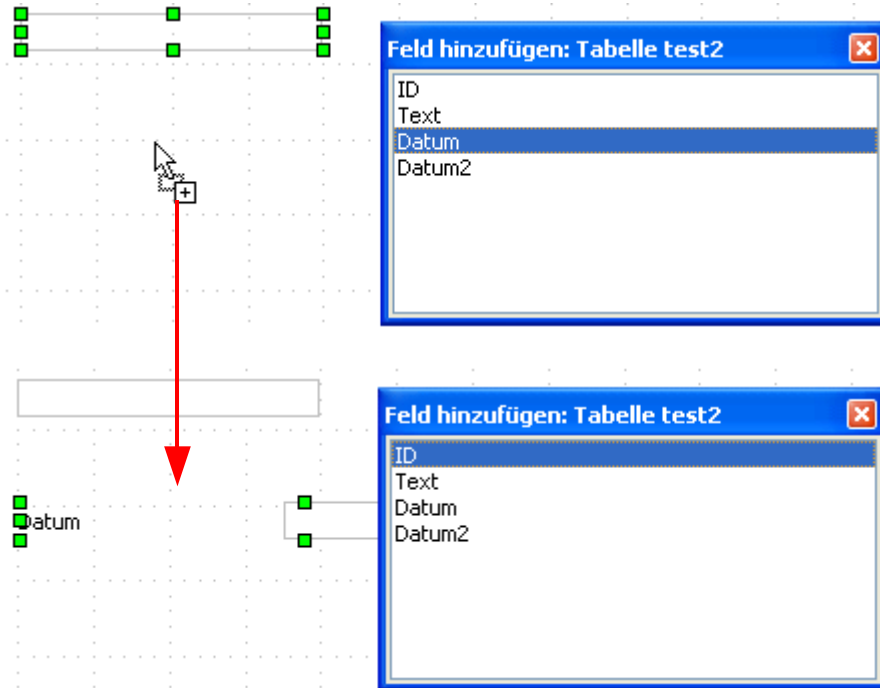 Feld hinzufügen: Tabelle test2
ID
Text
Datum
Datum2
Feld hinzufügen: Tabelle test2
ID
Text
Datum
Datum2
Datum